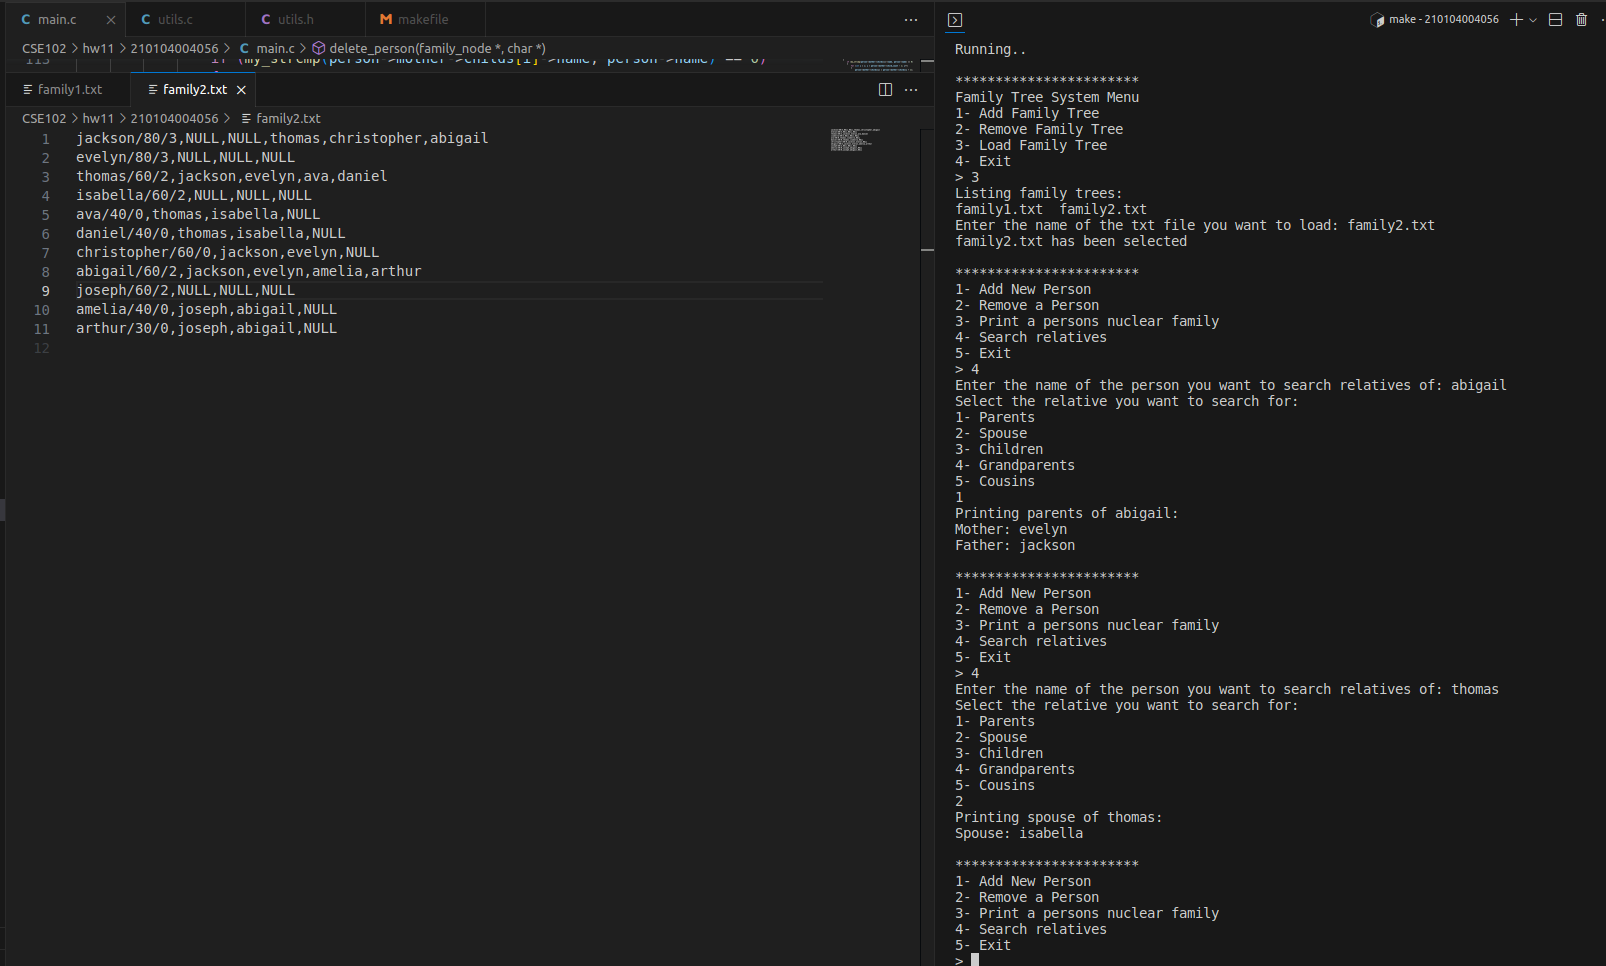 main.c
utils.c
utils.h
makefile
CSE102 > hw11 > 210104004056 > C main.c > delete_person(family_node *, char *)
113 if (my_strcmp(person->mother->childs[i]->name, person->name) == 0)
family1.txt
family2.txt
CSE102 > hw11 > 210104004056 > family2.txt
1 jackson/80/3,NULL,NULL,thomas,christopher,abigail
2 evelyn/80/3,NULL,NULL,NULL
3 thomas/60/2,jackson,evelyn,ava,daniel
4 isabella/60/2,NULL,NULL,NULL
5 ava/40/0,thomas,isabella,NULL
6 daniel/40/0,thomas,isabella,NULL
7 christopher/60/0,jackson,evelyn,NULL
8 abigail/60/2,jackson,evelyn,amelia,arthur
9 joseph/60/2,NULL,NULL,NULL
10 amelia/40/0,joseph,abigail,NULL
11 arthur/30/0,joseph,abigail,NULL
12
make - 210104004056
Running..
***********************
Family Tree System Menu
1- Add Family Tree
2- Remove Family Tree
3- Load Family Tree
4- Exit
> 3
Listing family trees:
family1.txt  family2.txt
Enter the name of the txt file you want to load: family2.txt
family2.txt has been selected
***********************
1- Add New Person
2- Remove a Person
3- Print a persons nuclear family
4- Search relatives
5- Exit
> 4
Enter the name of the person you want to search relatives of: abigail
Select the relative you want to search for:
1- Parents
2- Spouse
3- Children
4- Grandparents
5- Cousins
1
Printing parents of abigail:
Mother: evelyn
Father: jackson
***********************
1- Add New Person
2- Remove a Person
3- Print a persons nuclear family
4- Search relatives
5- Exit
> 4
Enter the name of the person you want to search relatives of: thomas
Select the relative you want to search for:
1- Parents
2- Spouse
3- Children
4- Grandparents
5- Cousins
2
Printing spouse of thomas:
Spouse: isabella
***********************
1- Add New Person
2- Remove a Person
3- Print a persons nuclear family
4- Search relatives
5- Exit
>